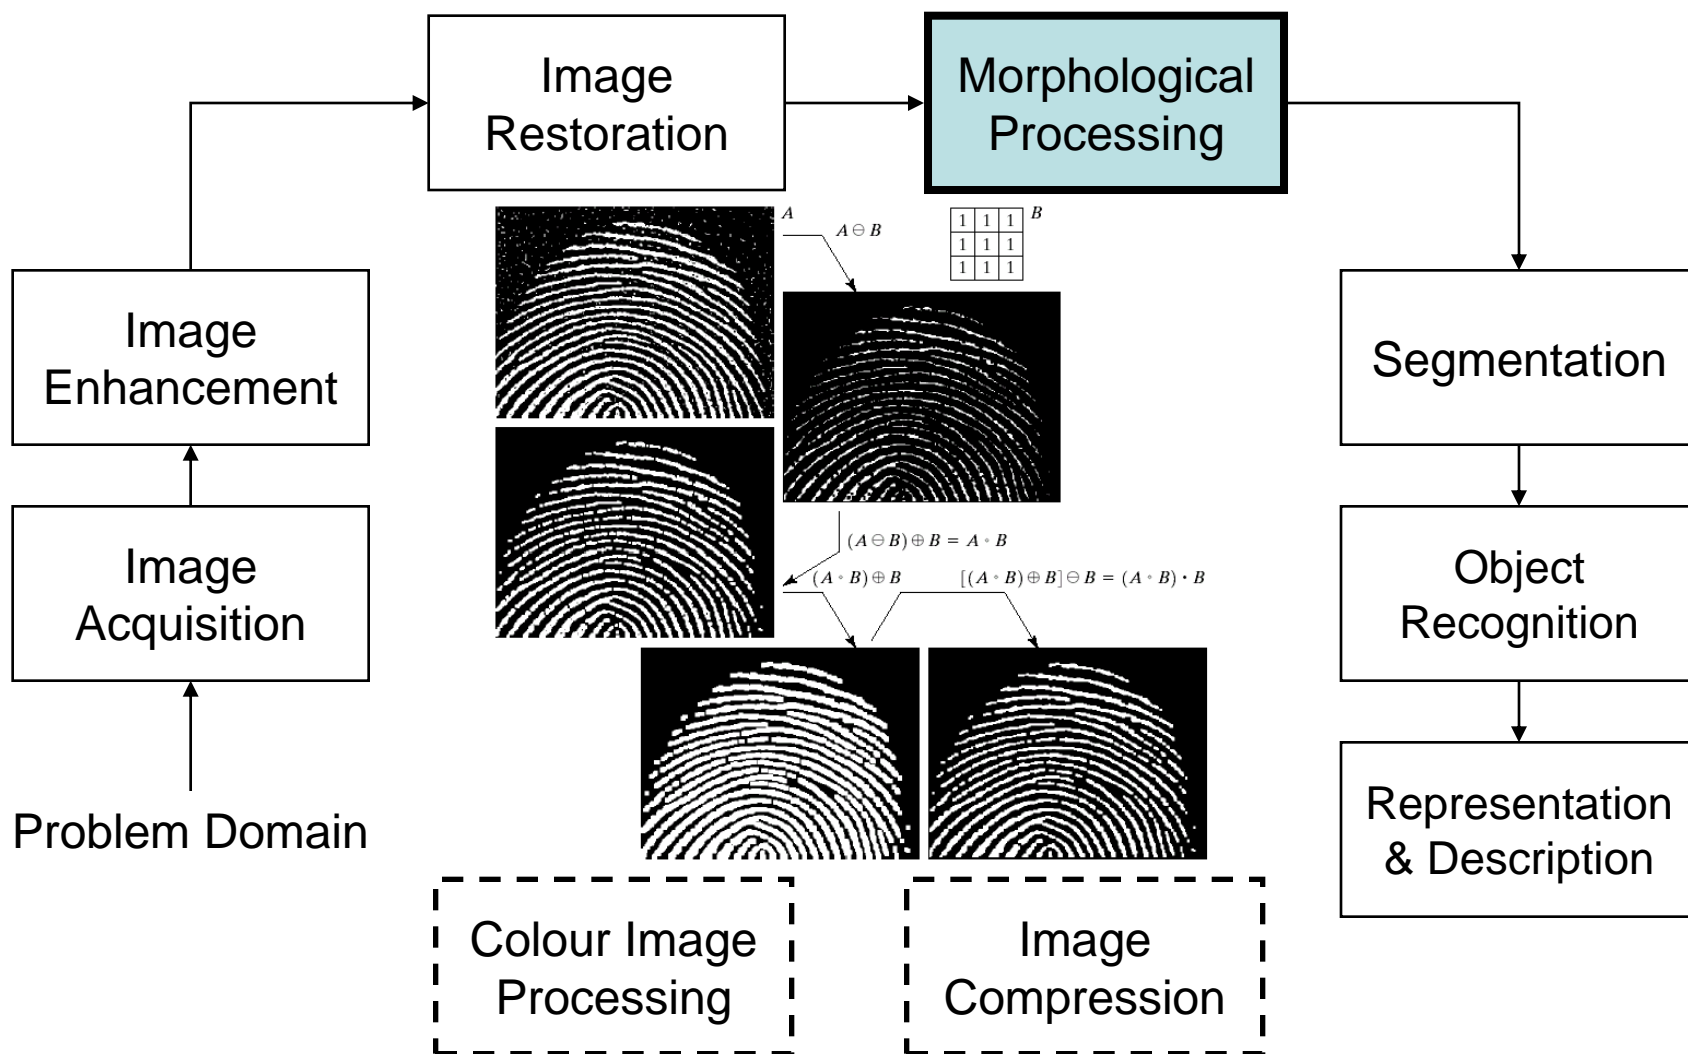 Image
Restoration
Morphological
Processing
A
A ⊖ B
1 1 1
1 1 1
1 1 1
B
Image
Enhancement
Segmentation
Image
Acquisition
(A ⊖ B) ⊕ B = A ∘ B
(A ∘ B) ⊕ B
[(A ∘ B) ⊕ B] ⊖ B = (A ∘ B) • B
Object
Recognition
Problem Domain
Representation
& Description
Colour Image
Processing
Image
Compression